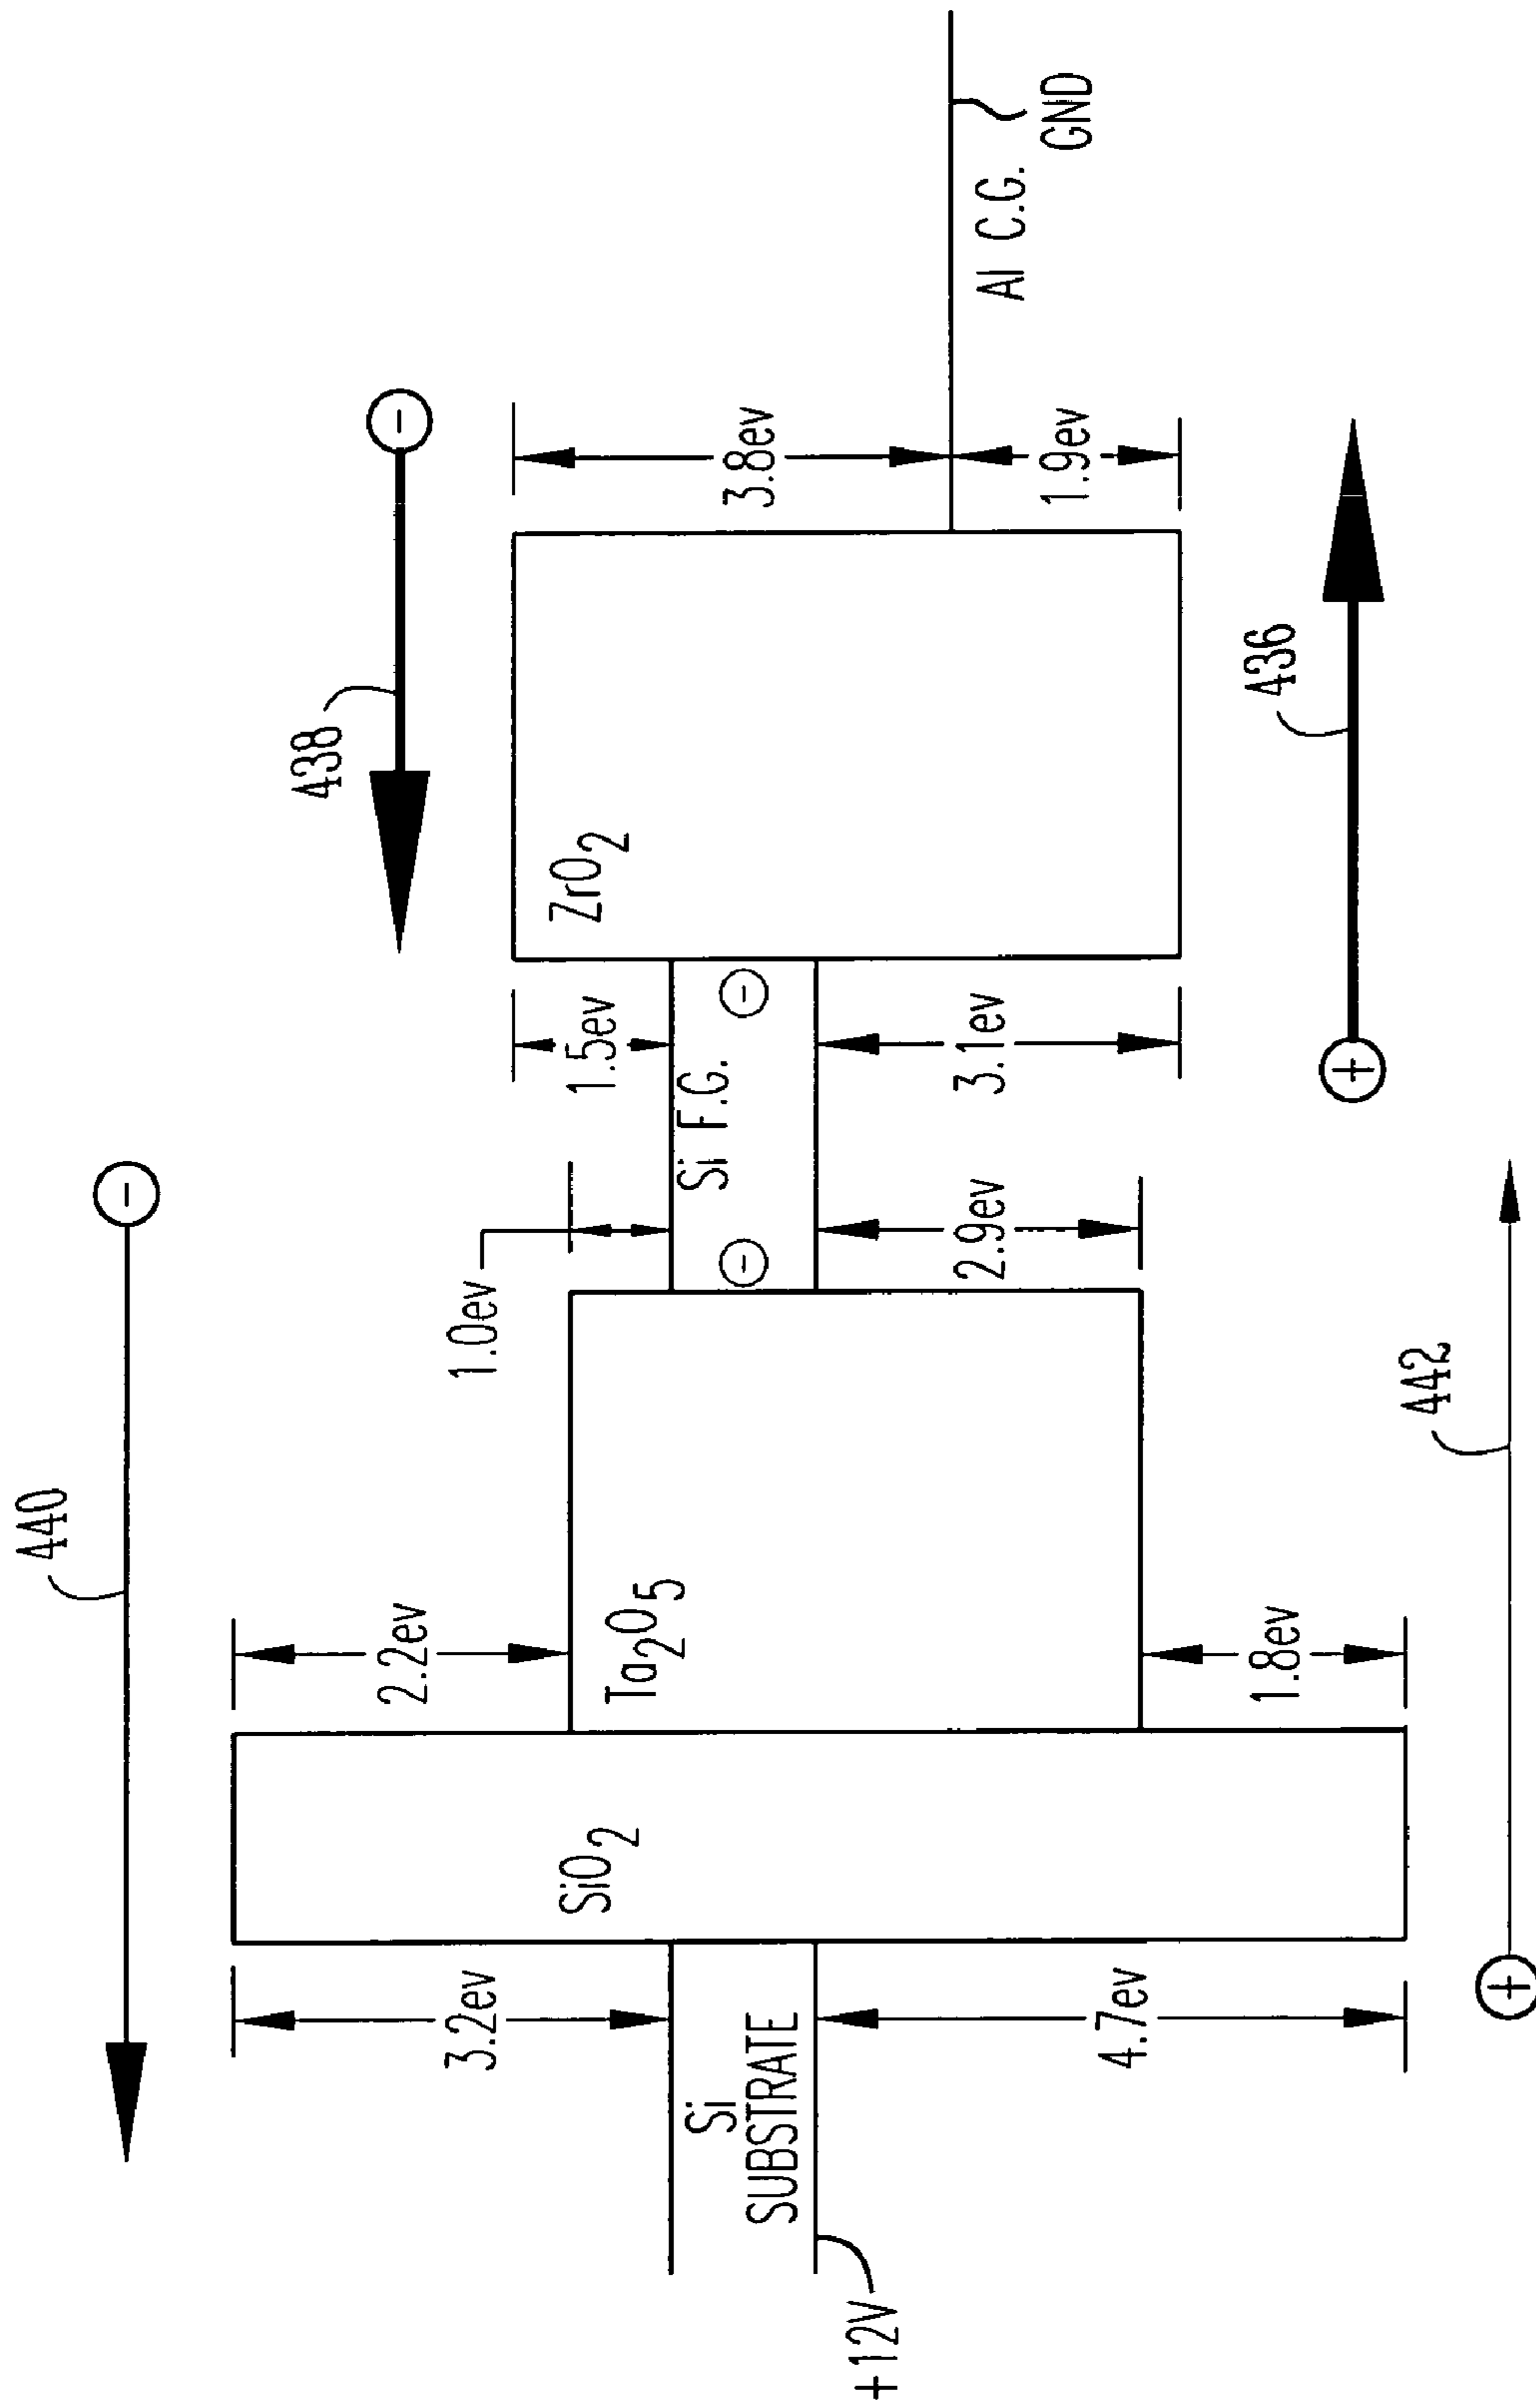 440
438
3.2ev
2.2ev
1.0ev
1.5ev
3.8ev
SiO2
Ta2O5
ZrO2
Si
SUBSTRATE
Si F.G.
-
-
-
-
Al C.G.
GND
+12V
4.7ev
1.8ev
2.9ev
3.1ev
1.9ev
442
436
+
+